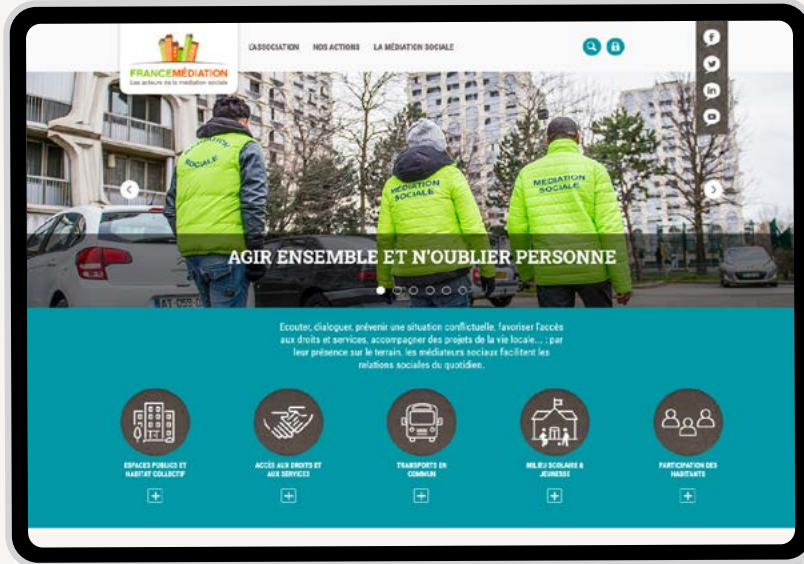 FRANCEMÉDIATION
Les acteurs de la médiation sociale
L'ASSOCIATION NOS ACTIONS LA MÉDIATION SOCIALE
MÉDIATION
SOCIALE
MÉDIATION
SOCIALE
MEDIATION
SOCIALE
AGIR ENSEMBLE ET N'OUBLIER PERSONNE
Ecouter, dialoguer, prévenir une situation conflictuelle, favoriser l'accès
aux droits et services, accompagner des projets de la vie locale... : par
leur présence sur le terrain, les médiateurs sociaux facilitent les
relations sociales du quotidien.
ESPACES PUBLICS ET
HABITAT COLLECTIF
ACCÈS AUX DROITS ET
AUX SERVICES
TRANSPORTS EN
COMMUN
MILIEU SCOLAIRE &
JEUNESSE
PARTICIPATION DES
HABITANTS